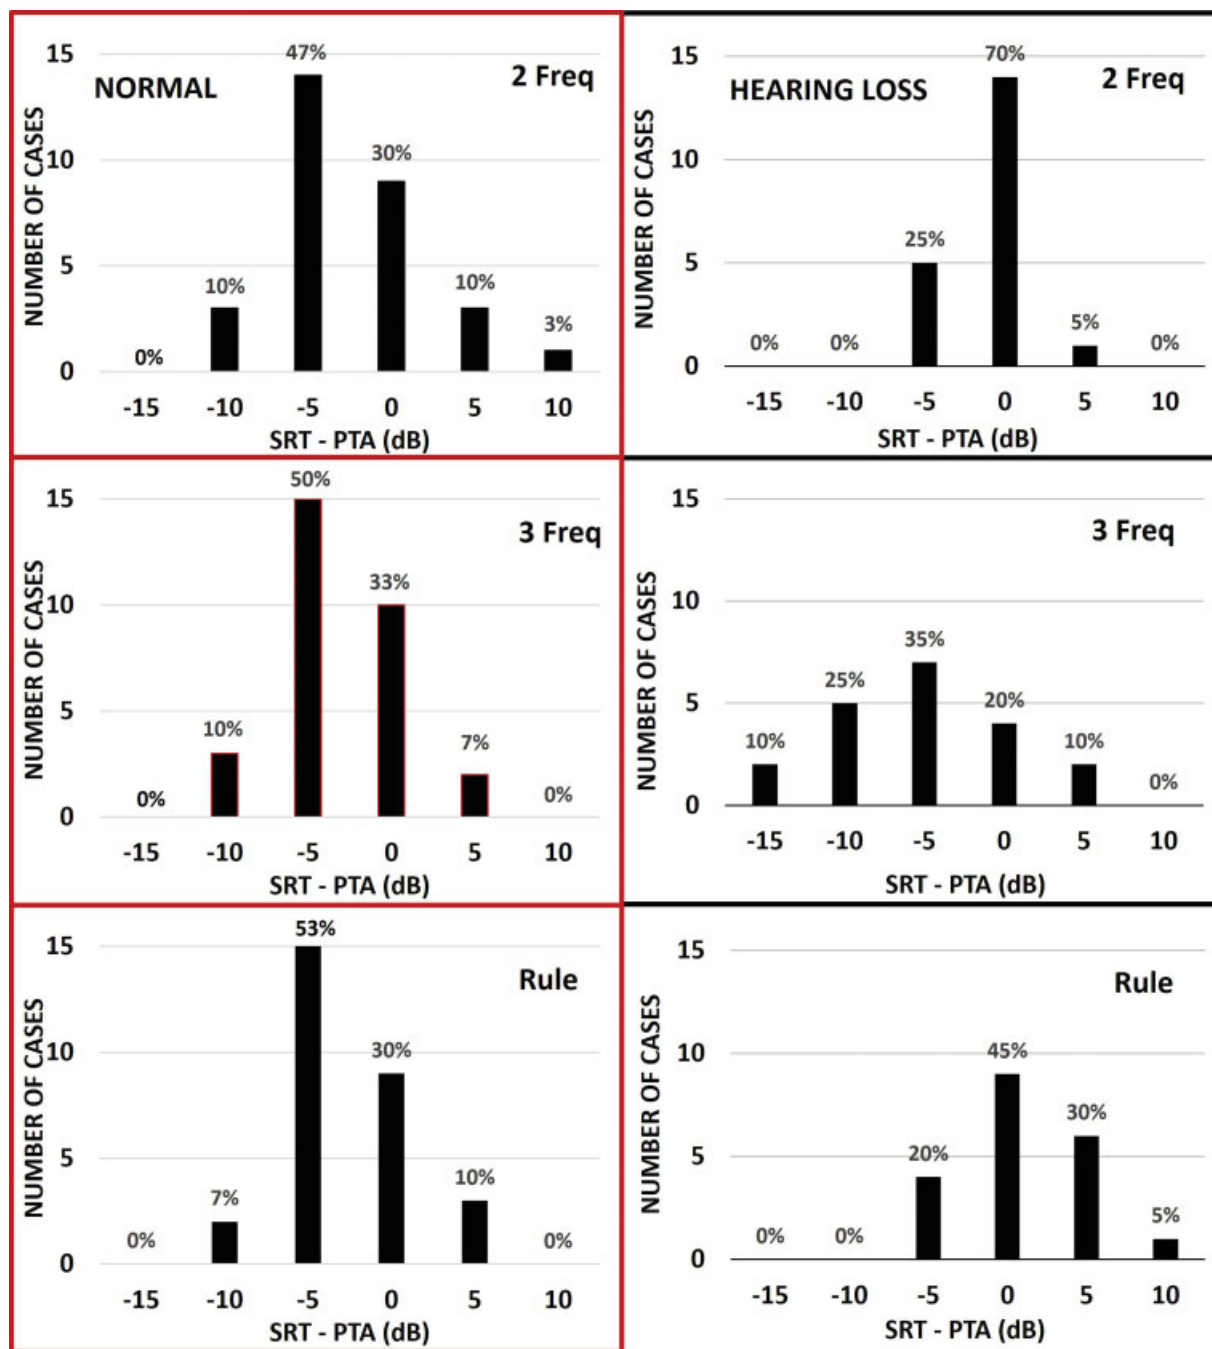 NORMAL
2 Freq
NUMBER OF CASES
15
10
5
0
0%
10%
47%
30%
10%
3%
-15 -10 -5 0 5 10
SRT - PTA (dB)
HEARING LOSS
2 Freq
NUMBER OF CASES
15
10
5
0
0%
0%
25%
70%
5%
0%
-15 -10 -5 0 5 10
SRT - PTA (dB)
3 Freq
NUMBER OF CASES
15
10
5
0
0%
10%
50%
33%
7%
0%
-15 -10 -5 0 5 10
SRT - PTA (dB)
3 Freq
NUMBER OF CASES
15
10
5
0
10%
25%
35%
20%
10%
0%
-15 -10 -5 0 5 10
SRT - PTA (dB)
Rule
NUMBER OF CASES
15
10
5
0
0%
7%
53%
30%
10%
0%
-15 -10 -5 0 5 10
SRT - PTA (dB)
Rule
NUMBER OF CASES
15
10
5
0
0%
0%
20%
45%
30%
5%
-15 -10 -5 0 5 10
SRT - PTA (dB)